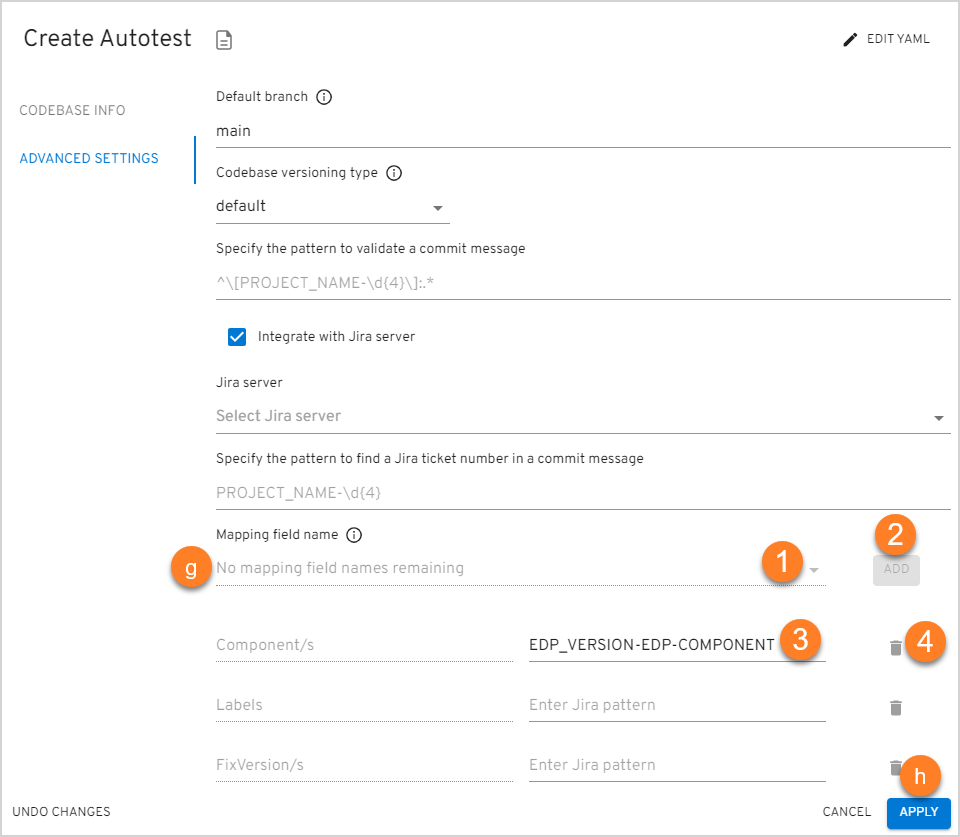 Create Autotest
EDIT YAML
CODEBASE INFO
ADVANCED SETTINGS
Default branch
main
Codebase versioning type
default
Specify the pattern to validate a commit message
^\[PROJECT_NAME-\d{4}\]:.*
Integrate with Jira server
Jira server
Select Jira server
Specify the pattern to find a Jira ticket number in a commit message
PROJECT_NAME-\d{4}
Mapping field name
2
g No mapping field names remaining 1 ADD
Component/s EDP_VERSION-EDP-COMPONENT 3 4
Labels Enter Jira pattern
FixVersion/s Enter Jira pattern
h
UNDO CHANGES CANCEL APPLY